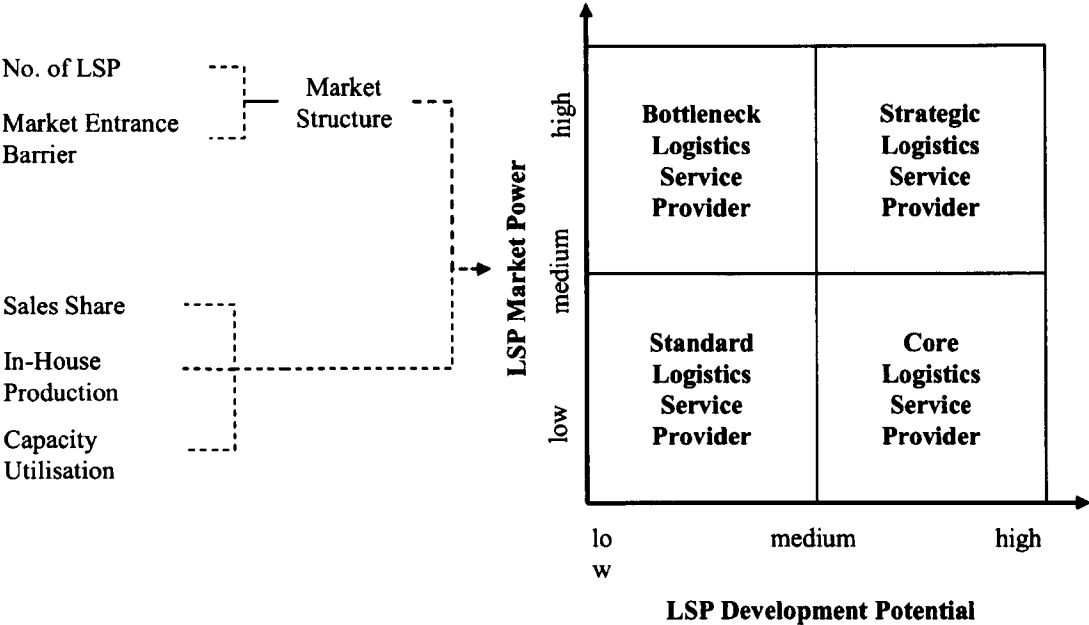 No. of LSP
Market Entrance
Barrier
Market
Structure
Sales Share
In-House
Production
Capacity
Utilisation
LSP Market Power
high
medium
low
Bottleneck
Logistics
Service
Provider
Strategic
Logistics
Service
Provider
Standard
Logistics
Service
Provider
Core
Logistics
Service
Provider
lo
w
medium
high
LSP Development Potential